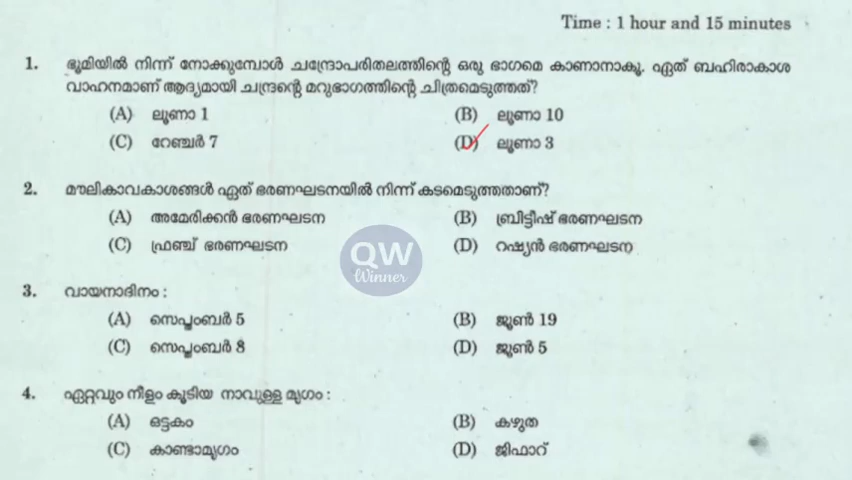 Time : 1 hour and 15 minutes
1. ഭൂമിയിൽ നിന്ന് നോക്കുമ്പോൾ ചന്ദ്രോപരിതലത്തിന്റെ ഒരു ഭാഗമെ കാണാനാകൂ. ഏത് ബഹിരാകാശ
വാഹനമാണ് ആദ്യമായി ചന്ദ്രന്റെ മറുഭാഗത്തിന്റെ ചിത്രമെടുത്തത്?
(A) ലൂണാ 1 (B) ലൂണാ 10
(C) റേഞ്ചർ 7 (D) ലൂണാ 3
2. മൗലികാവകാശങ്ങൾ ഏത് ഭരണഘടനയിൽ നിന്ന് കടമെടുത്തതാണ്?
(A) അമേരിക്കൻ ഭരണഘടന (B) ബ്രിട്ടീഷ് ഭരണഘടന
(C) ഫ്രഞ്ച് ഭരണഘടന (D) റഷ്യൻ ഭരണഘടന
QW
Winner
3. വായനാദിനം :
(A) സെപ്തംബർ 5 (B) ജൂൺ 19
(C) സെപ്തംബർ 8 (D) ജൂൺ 5
4. ഏറ്റവും നീളം കൂടിയ നാവുള്ള മൃഗം :
(A) ഒട്ടകം (B) കഴുത
(C) കാണ്ടാമൃഗം (D) ജിഫാറ്